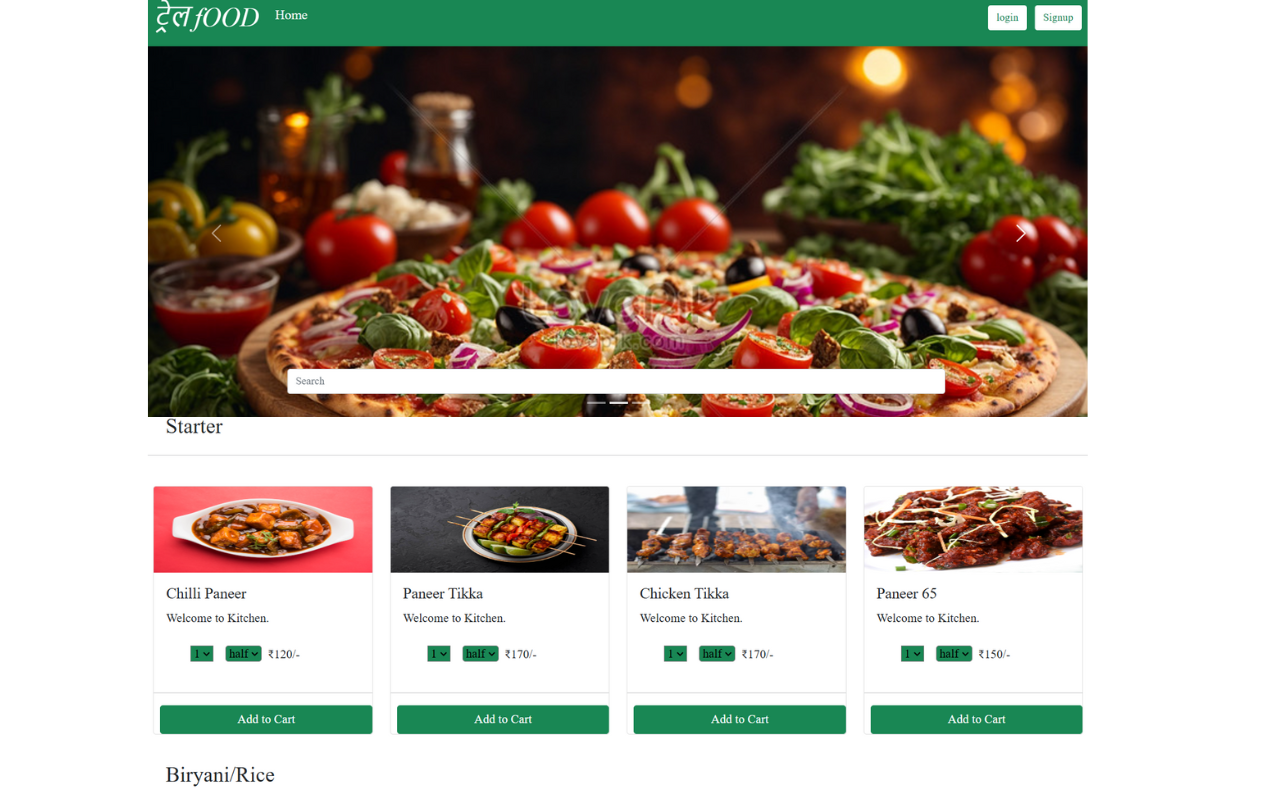 ट्रेल fOOD
Home
login
Signup
Lovepik
lovepik.com
Search
Starter
Chilli Paneer
Welcome to Kitchen.
1 half ₹120/-
Add to Cart
Paneer Tikka
Welcome to Kitchen.
1 half ₹170/-
Add to Cart
Chicken Tikka
Welcome to Kitchen.
1 half ₹170/-
Add to Cart
Paneer 65
Welcome to Kitchen.
1 half ₹150/-
Add to Cart
Biryani/Rice